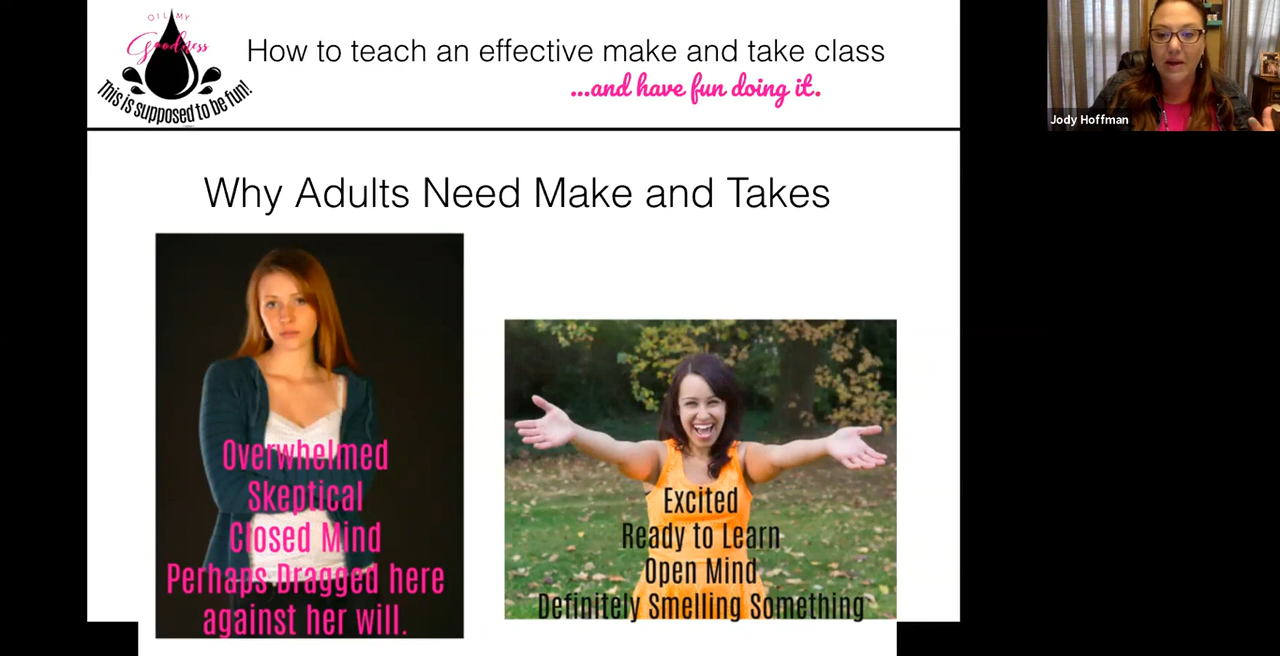 OIL MY
Goodness
This is supposed to be fun!
How to teach an effective make and take class
...and have fun doing it.
Jody Hoffman
Why Adults Need Make and Takes
Overwhelmed
Skeptical
Closed Mind
Perhaps Dragged here
against her will.
Excited
Ready to Learn
Open Mind
Definitely Smelling Something